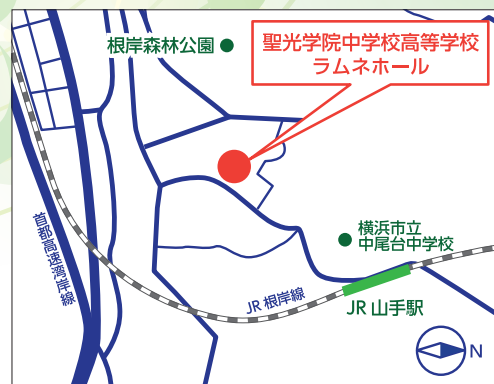 根岸森林公園
聖光学院中学校高等学校
ラムネホール
首都高速湾岸線
横浜市立
中尾台中学校
JR 根岸線
JR 山手駅
N